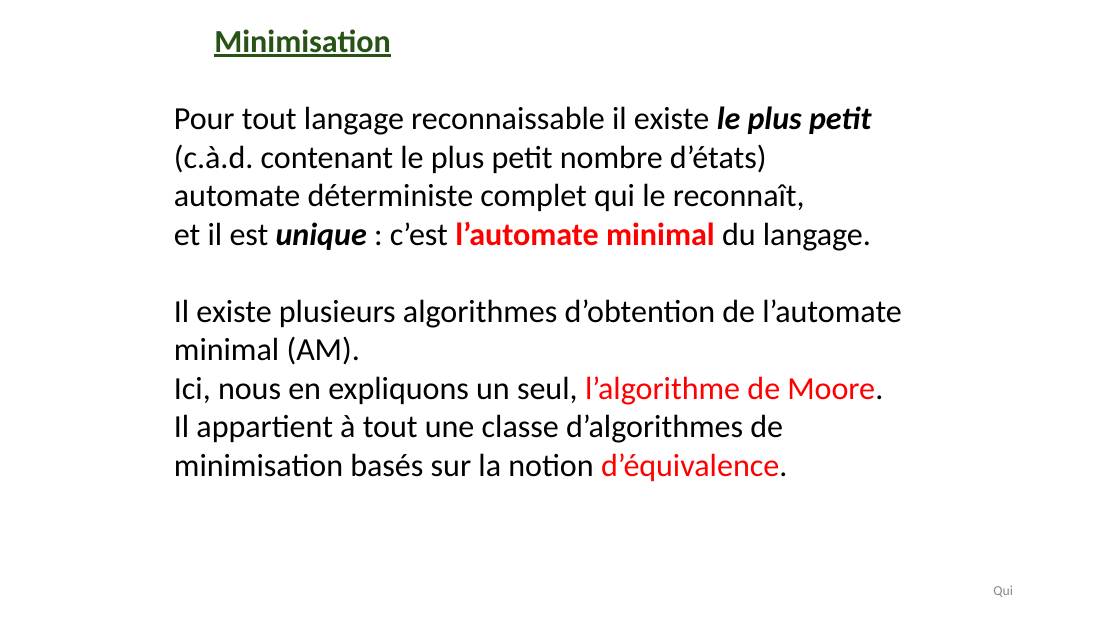 Minimisation
Pour tout langage reconnaissable il existe le plus petit
(c.à.d. contenant le plus petit nombre d’états)
automate déterministe complet qui le reconnaît,
et il est unique : c’est l’automate minimal du langage.
Il existe plusieurs algorithmes d’obtention de l’automate
minimal (AM).
Ici, nous en expliquons un seul, l’algorithme de Moore.
Il appartient à tout une classe d’algorithmes de
minimisation basés sur la notion d’équivalence.
Qui